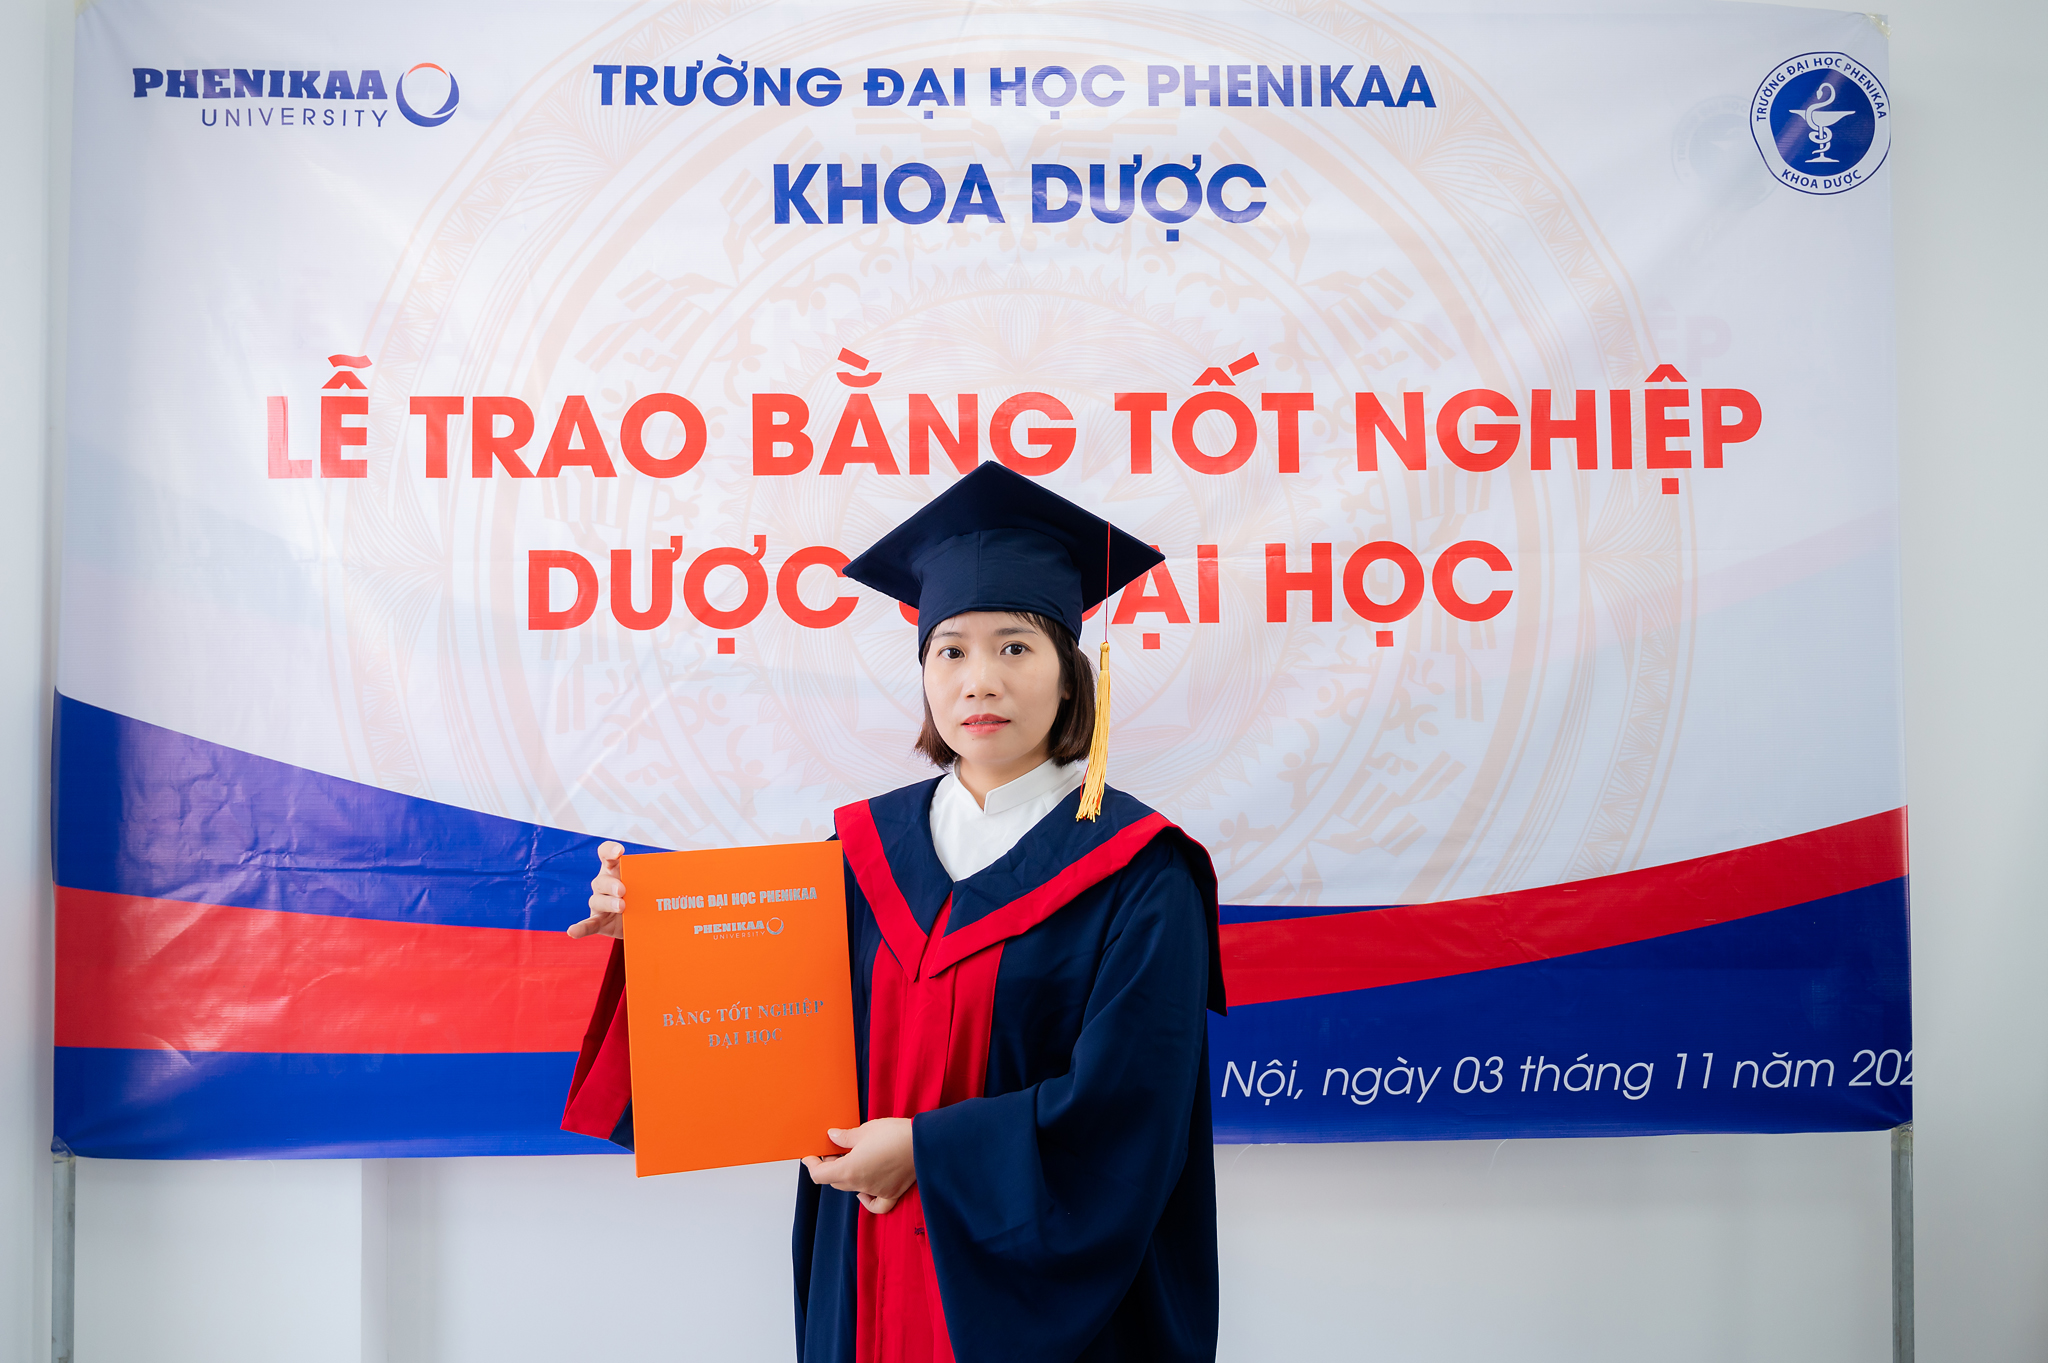 PHENIKAA
UNIVERSITY
TRƯỜNG ĐẠI HỌC PHENIKAA
KHOA DƯỢC
TRƯỜNG ĐẠI HỌC PHENIKAA
KHOA DƯỢC
LỄ TRAO BẰNG TỐT NGHIỆP
DƯỢC ĐẠI HỌC
TRƯỜNG ĐẠI HỌC PHENIKAA
PHENIKAA
UNIVERSITY
BẰNG TỐT NGHIỆP
ĐẠI HỌC
Nội, ngày 03 tháng 11 năm 202